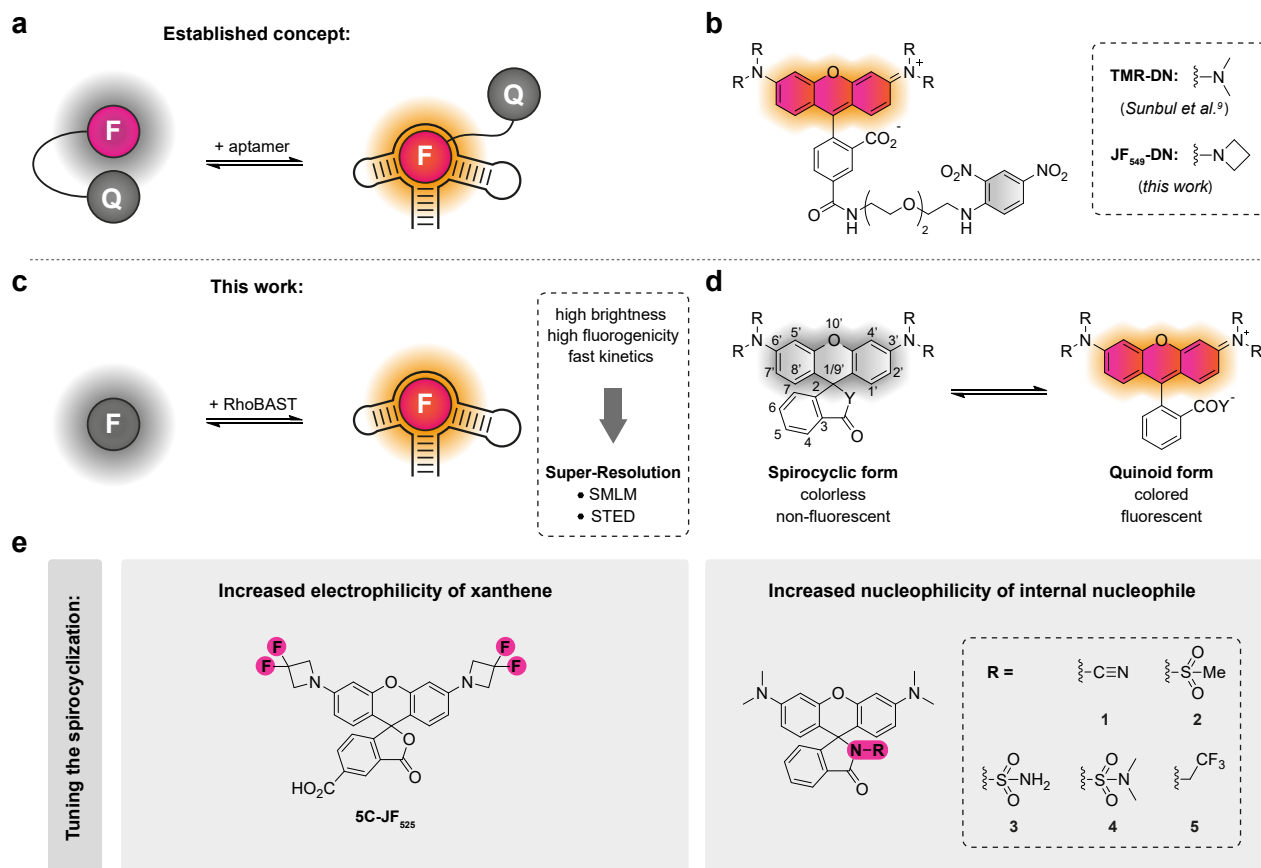 a
Established concept:
F
Q
+ aptamer
Q
F
b
R
R
N
O
N+
R
R
CO2-
O
N
H
O
2
N
H
NO2
NO2
TMR-DN:
N
(Sunbul et al.9)
JF549-DN:
N
(this work)
c
This work:
F
+ RhoBAST
F
high brightness
high fluorogenicity
fast kinetics
Super-Resolution
• SMLM
• STED
d
R
R
N
6'
5'
10'
O
4'
3'
N
R
R
7'
8'
1/9'
1'
2'
7
2
Y
6
3
5
4
O
Spirocyclic form
colorless
non-fluorescent
R
R
N
O
N+
R
R
COY-
Quinoid form
colored
fluorescent
e
Tuning the spirocyclization:
Increased electrophilicity of xanthene
F
F
N
O
N
F
F
O
O
HO2C
5C-JF525
Increased nucleophilicity of internal nucleophile
N
O
N
N–R
O
R =
C≡N
1
O
S
Me
O
2
O
S
NH2
O
3
O
S
N
O
4
CF3
5